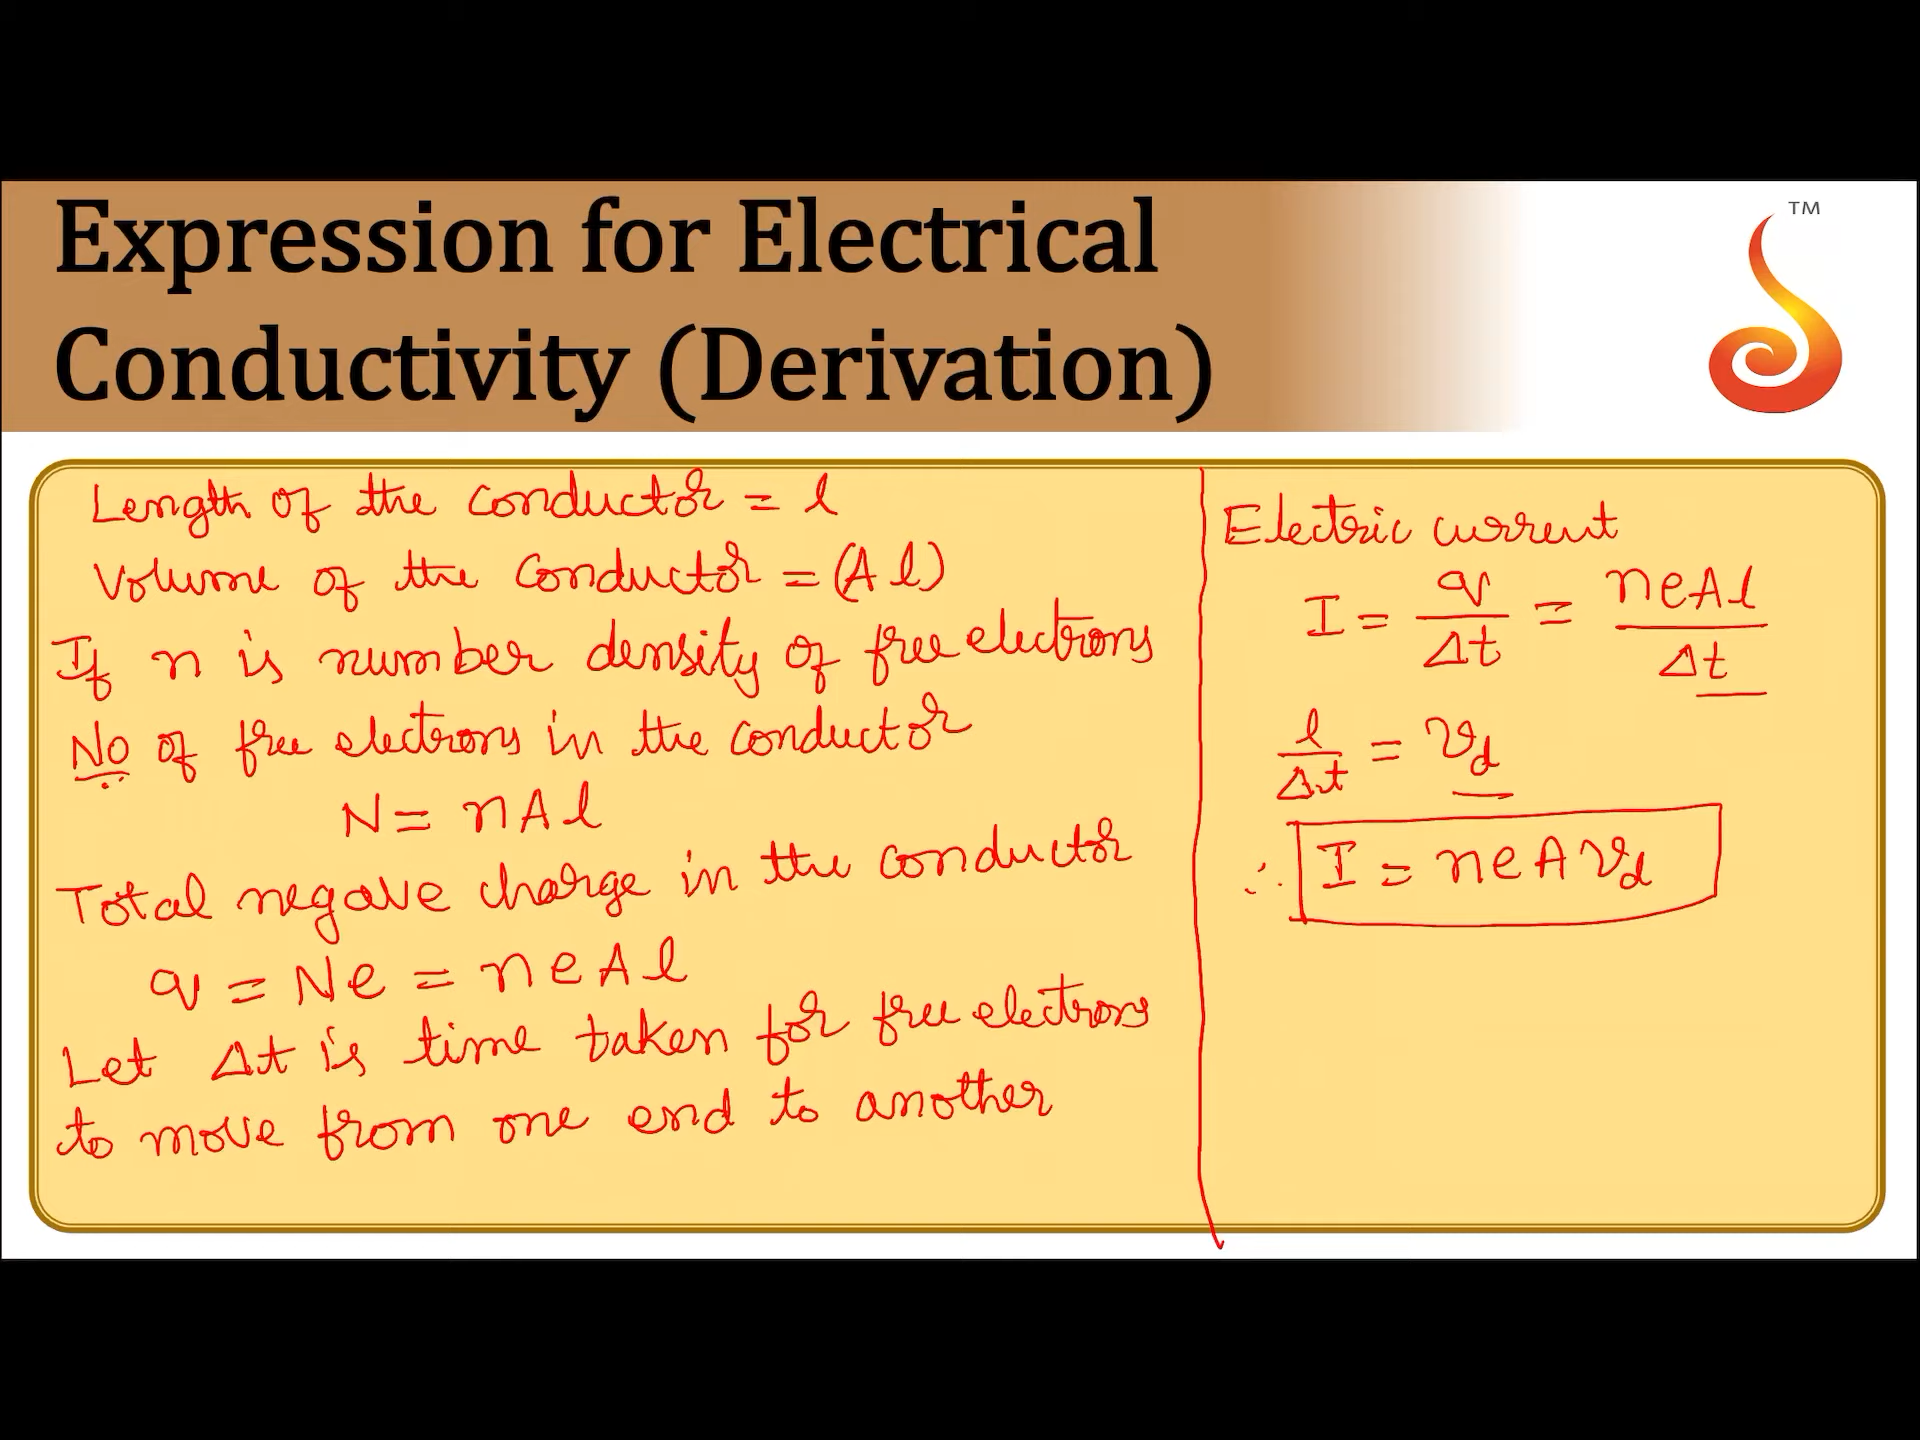 Expression for Electrical
Conductivity (Derivation)
TM
Length of the conductor = l
Volume of the conductor = (Al)
If n is number density of free electrons
No of free electrons in the conductor
N = nAl
Total negave charge in the conductor
q = Ne = neAl
Let Δt is time taken for free electrons
to move from one end to another
Electric current
I = q/Δt = neAl/Δt
l/Δt = vd
∴ I = neAvd